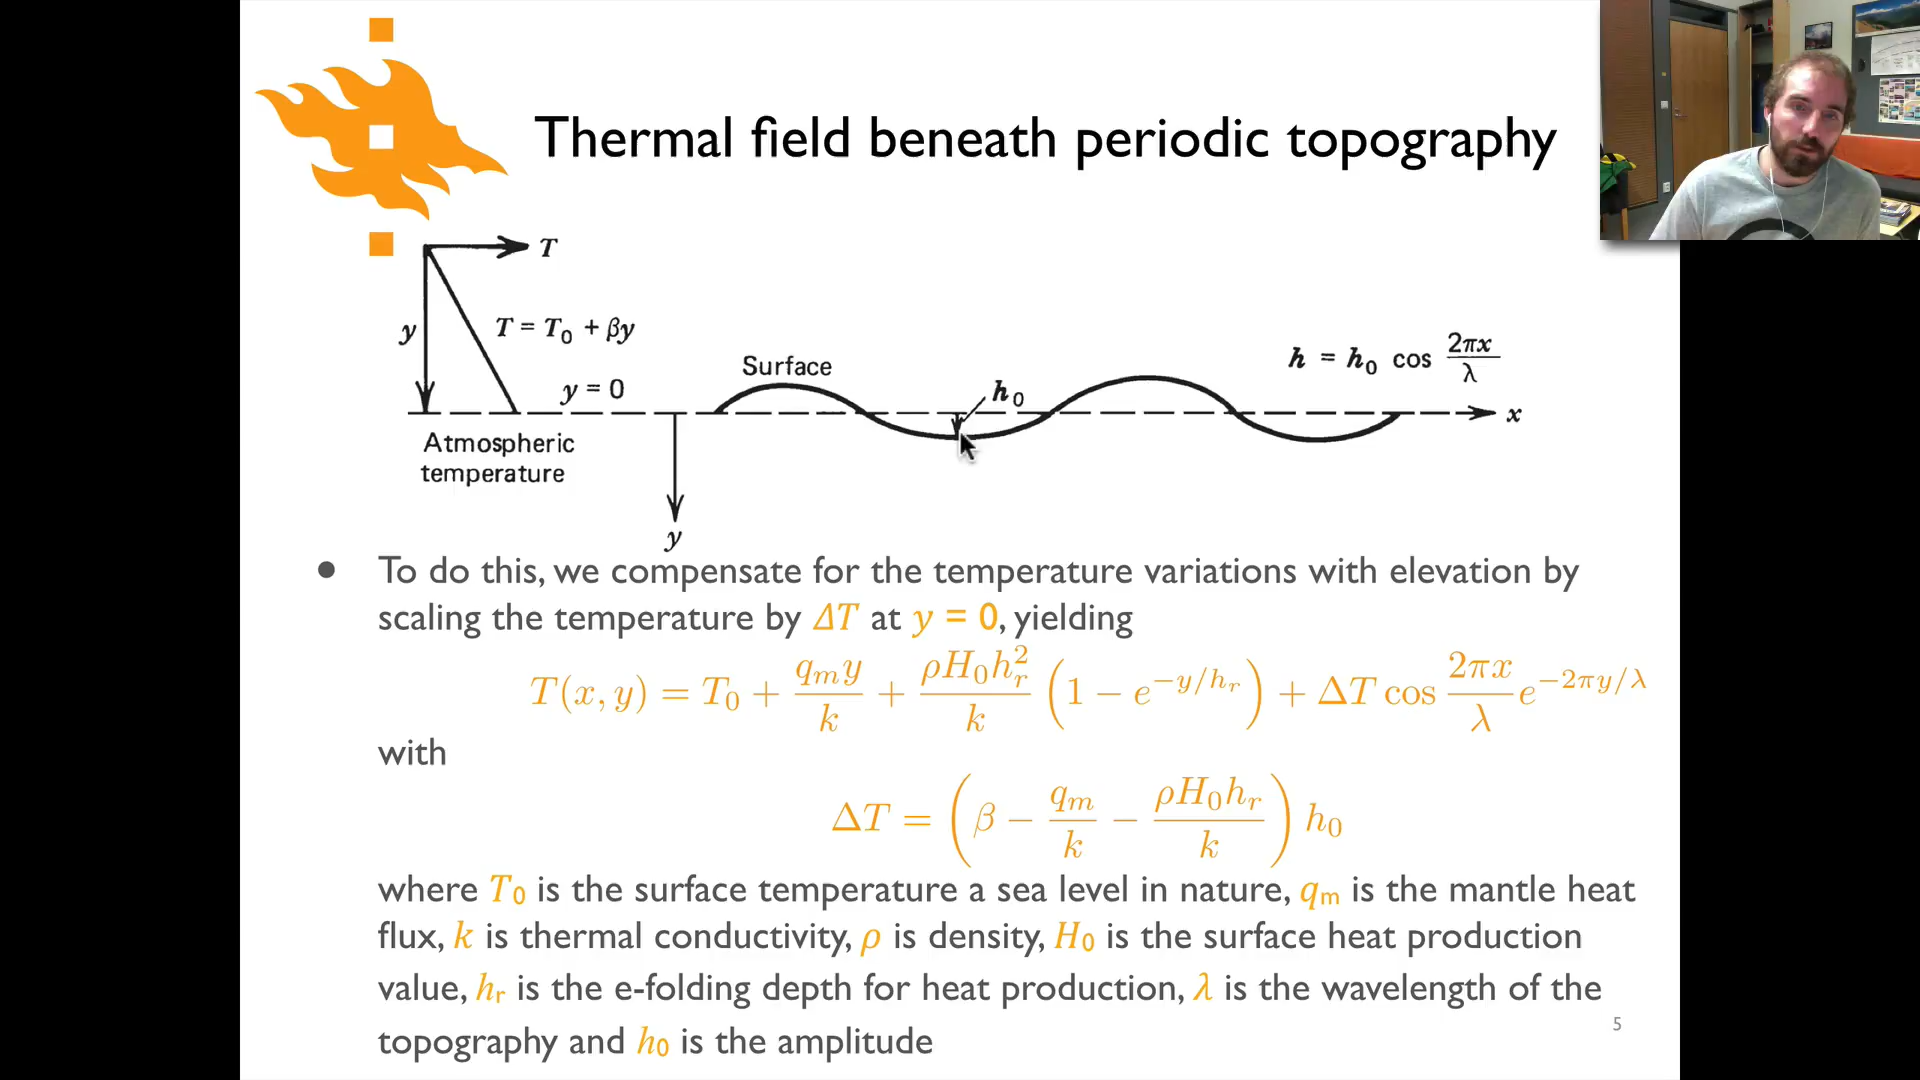 Thermal field beneath periodic topography
T
y
T = T₀ + βy
y = 0
Surface
h₀
h = h₀ cos 2πx/λ
x
Atmospheric
temperature
y
• To do this, we compensate for the temperature variations with elevation by
scaling the temperature by ΔT at y = 0, yielding
T(x, y) = T₀ + qₘy/k + ρH₀hᵣ²/k (1 − e^(−y/hᵣ)) + ΔT cos 2πx/λ e^(−2πy/λ)
with
ΔT = (β − qₘ/k − ρH₀hᵣ/k) h₀
where T₀ is the surface temperature a sea level in nature, qₘ is the mantle heat
flux, k is thermal conductivity, ρ is density, H₀ is the surface heat production
value, hᵣ is the e-folding depth for heat production, λ is the wavelength of the
topography and h₀ is the amplitude
5